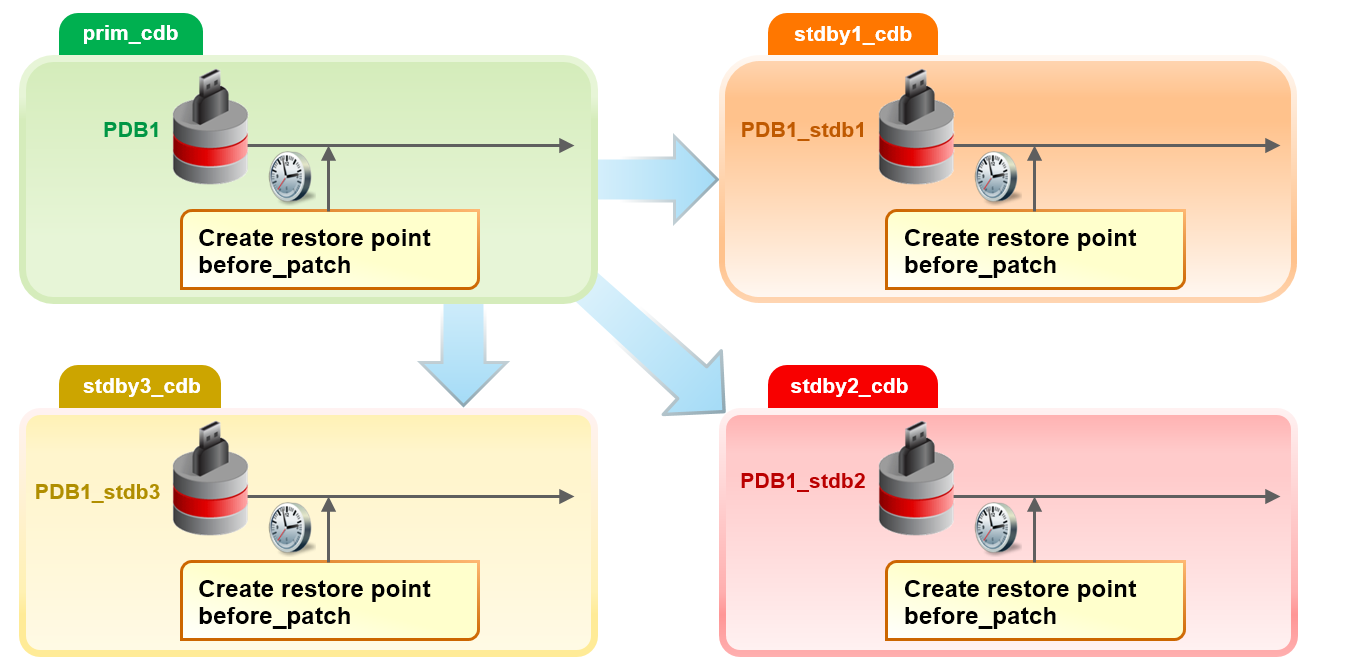 prim_cdb
PDB1
Create restore point
before_patch
stdby1_cdb
PDB1_stdb1
Create restore point
before_patch
stdby3_cdb
PDB1_stdb3
Create restore point
before_patch
stdby2_cdb
PDB1_stdb2
Create restore point
before_patch